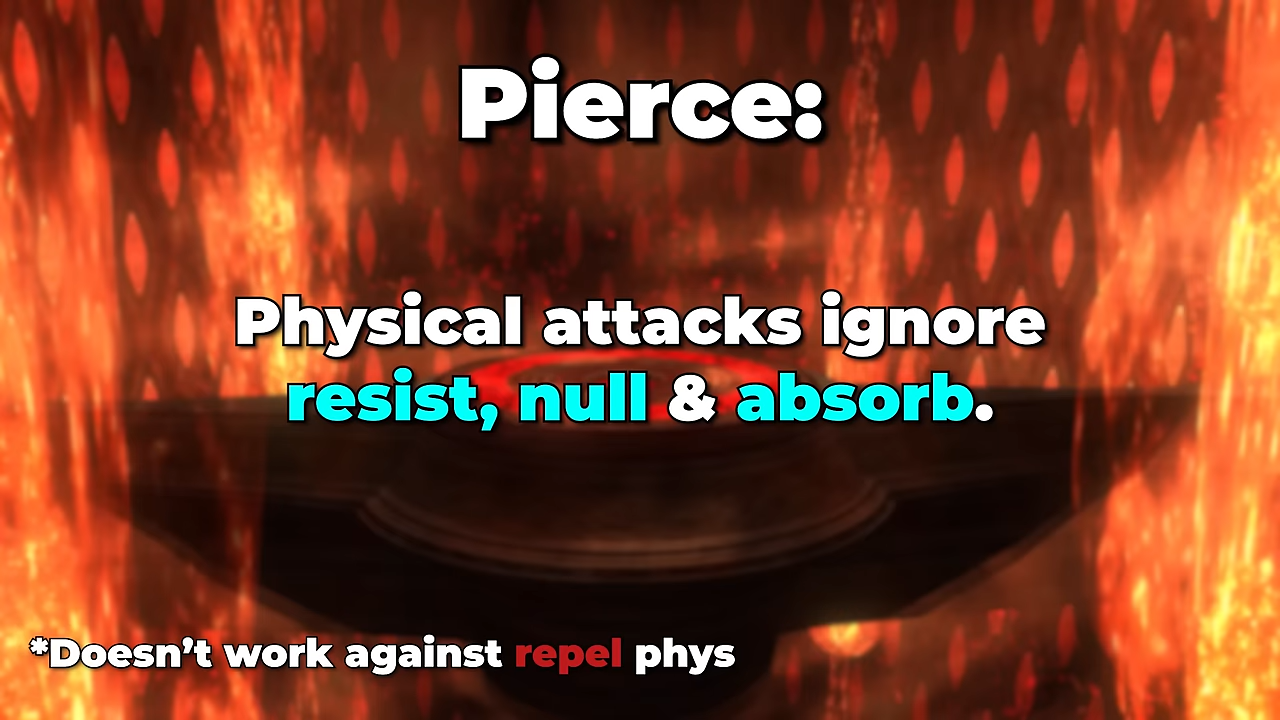 Pierce:
Physical attacks ignore
resist, null & absorb.
*Doesn’t work against repel phys